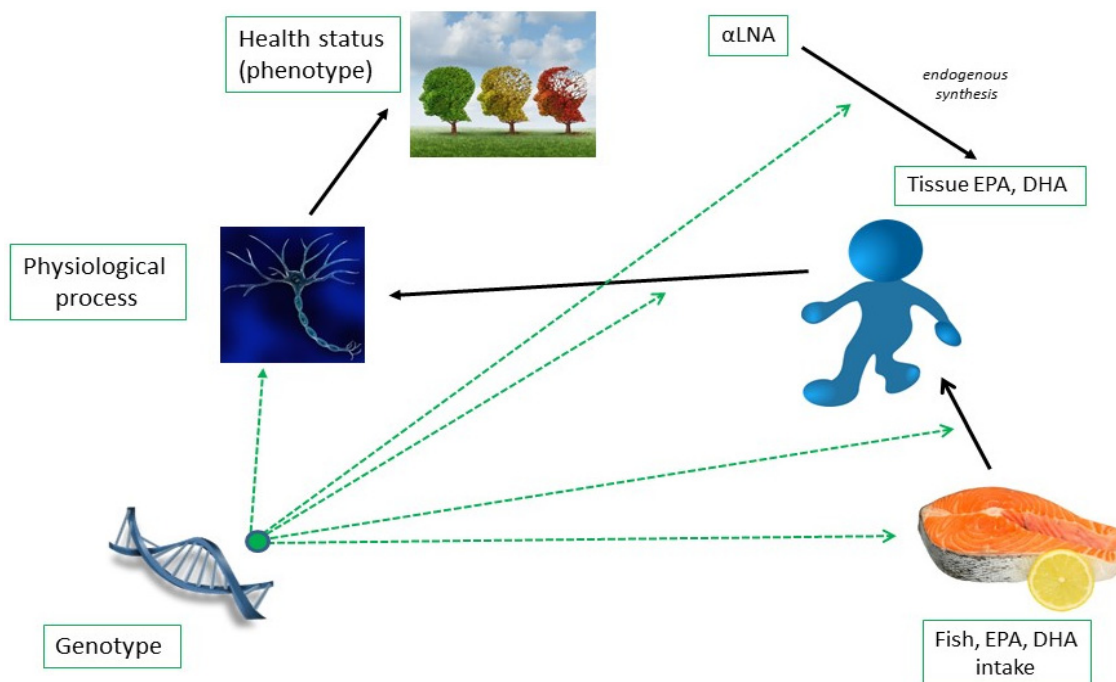 Health status
(phenotype)
αLNA
endogenous
synthesis
Tissue EPA, DHA
Physiological
process
Genotype
Fish, EPA, DHA
intake